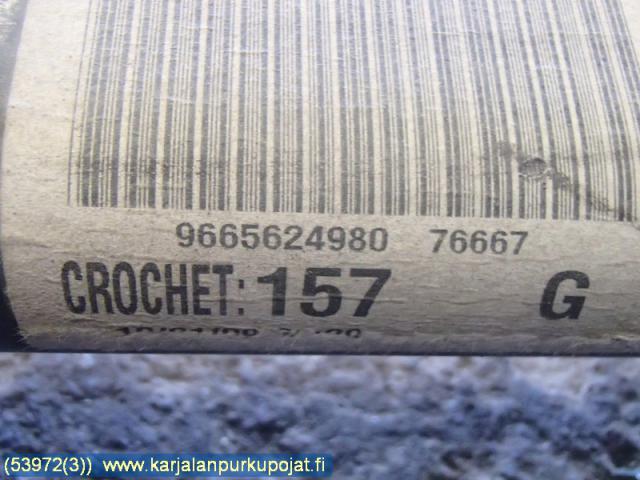 9665624980 76667
CROCHET: 157 G
(53972(3)) www.karjalanpurkupojat.fi